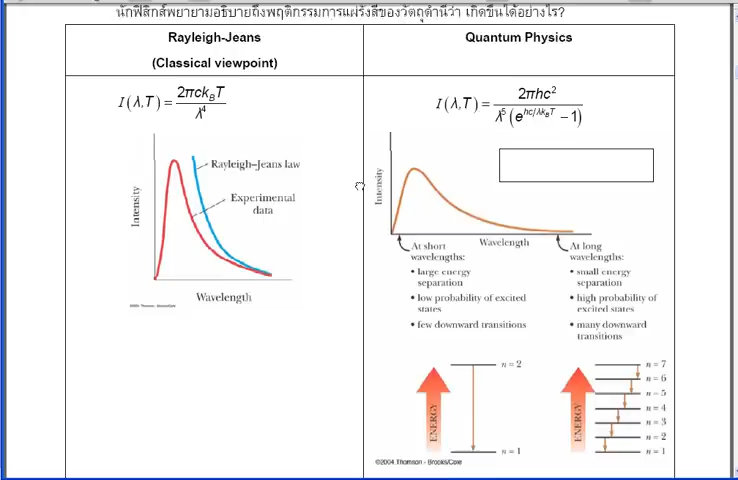 นักฟิสิกส์พยายามอธิบายถึงพฤติกรรมการแผ่รังสีของวัตถุดำนี้ว่า เกิดขึ้นได้อย่างไร?
Rayleigh-Jeans
(Classical viewpoint)
I(λ,T) = 2πck_BT / λ⁴
Rayleigh–Jeans law
Experimental
data
Intensity
Wavelength
Quantum Physics
I(λ,T) = 2πhc² / λ⁵(e^(hc/λk_BT) − 1)
Intensity
Wavelength
At short
wavelengths:
• large energy
separation
• low probability of excited
states
• few downward transitions
At long
wavelengths:
• small energy
separation
• high probability of
excited states
• many downward
transitions
ENERGY
n = 2
n = 1
ENERGY
n = 7
n = 6
n = 5
n = 4
n = 3
n = 2
n = 1
©2004 Thomson - Brooks/Cole